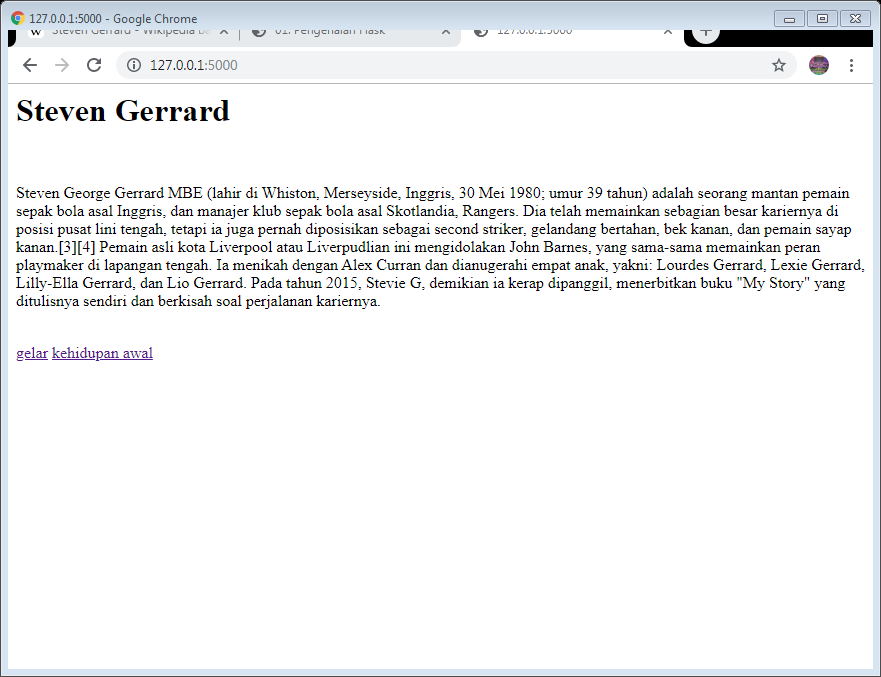 127.0.0.1:5000 - Google Chrome
W Steven Gerrard - Wikipedia 01. Pengenalan Flask 127.0.0.1:5000
127.0.0.1:5000
Steven Gerrard
Steven George Gerrard MBE (lahir di Whiston, Merseyside, Inggris, 30 Mei 1980; umur 39 tahun) adalah seorang mantan pemain
sepak bola asal Inggris, dan manajer klub sepak bola asal Skotlandia, Rangers. Dia telah memainkan sebagian besar kariernya di
posisi pusat lini tengah, tetapi ia juga pernah diposisikan sebagai second striker, gelandang bertahan, bek kanan, dan pemain sayap
kanan.[3][4] Pemain asli kota Liverpool atau Liverpudlian ini mengidolakan John Barnes, yang sama-sama memainkan peran
playmaker di lapangan tengah. Ia menikah dengan Alex Curran dan dianugerahi empat anak, yakni: Lourdes Gerrard, Lexie Gerrard,
Lilly-Ella Gerrard, dan Lio Gerrard. Pada tahun 2015, Stevie G, demikian ia kerap dipanggil, menerbitkan buku "My Story" yang
ditulisnya sendiri dan berkisah soal perjalanan kariernya.
gelar kehidupan awal